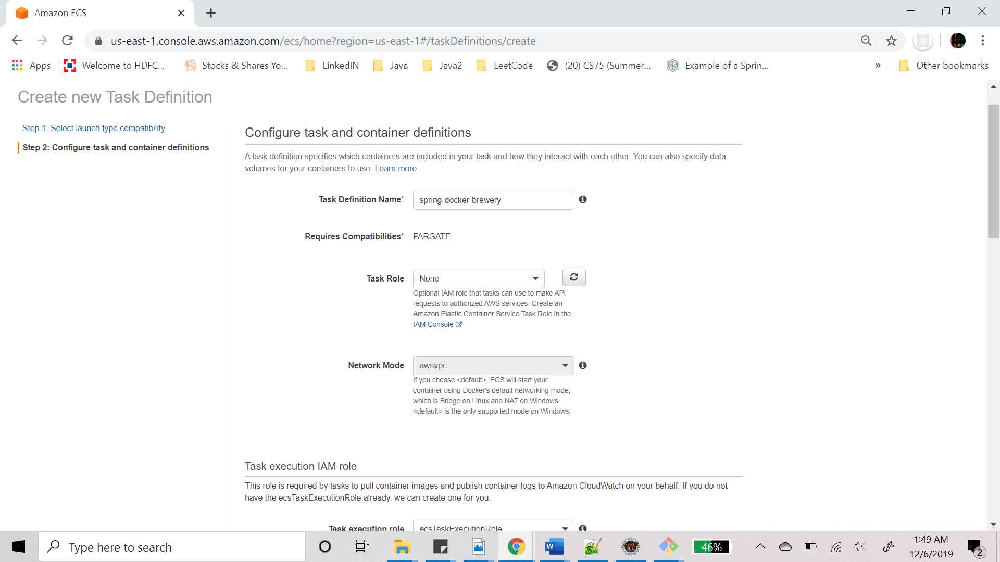 Amazon ECS
us-east-1.console.aws.amazon.com/ecs/home?region=us-east-1#/taskDefinitions/create
Apps Welcome to HDFC... Stocks & Shares Yo... LinkedIN Java Java2 LeetCode (20) CS75 (Summer... Example of a Sprin... » Other bookmarks
Create new Task Definition
Step 1: Select launch type compatibility
Step 2: Configure task and container definitions
Configure task and container definitions
A task definition specifies which containers are included in your task and how they interact with each other. You can also specify data
volumes for your containers to use. Learn more
Task Definition Name* spring-docker-brewery
Requires Compatibilities* FARGATE
Task Role None
Optional IAM role that tasks can use to make API
requests to authorized AWS services. Create an
Amazon Elastic Container Service Task Role in the
IAM Console
Network Mode awsvpc
If you choose <default>, ECS will start your
container using Docker's default networking mode,
which is Bridge on Linux and NAT on Windows.
<default> is the only supported mode on Windows.
Task execution IAM role
This role is required by tasks to pull container images and publish container logs to Amazon CloudWatch on your behalf. If you do not
have the ecsTaskExecutionRole already, we can create one for you.
Task execution role ecsTaskExecutionRole
Type here to search
46%
1:49 AM
12/6/2019
2